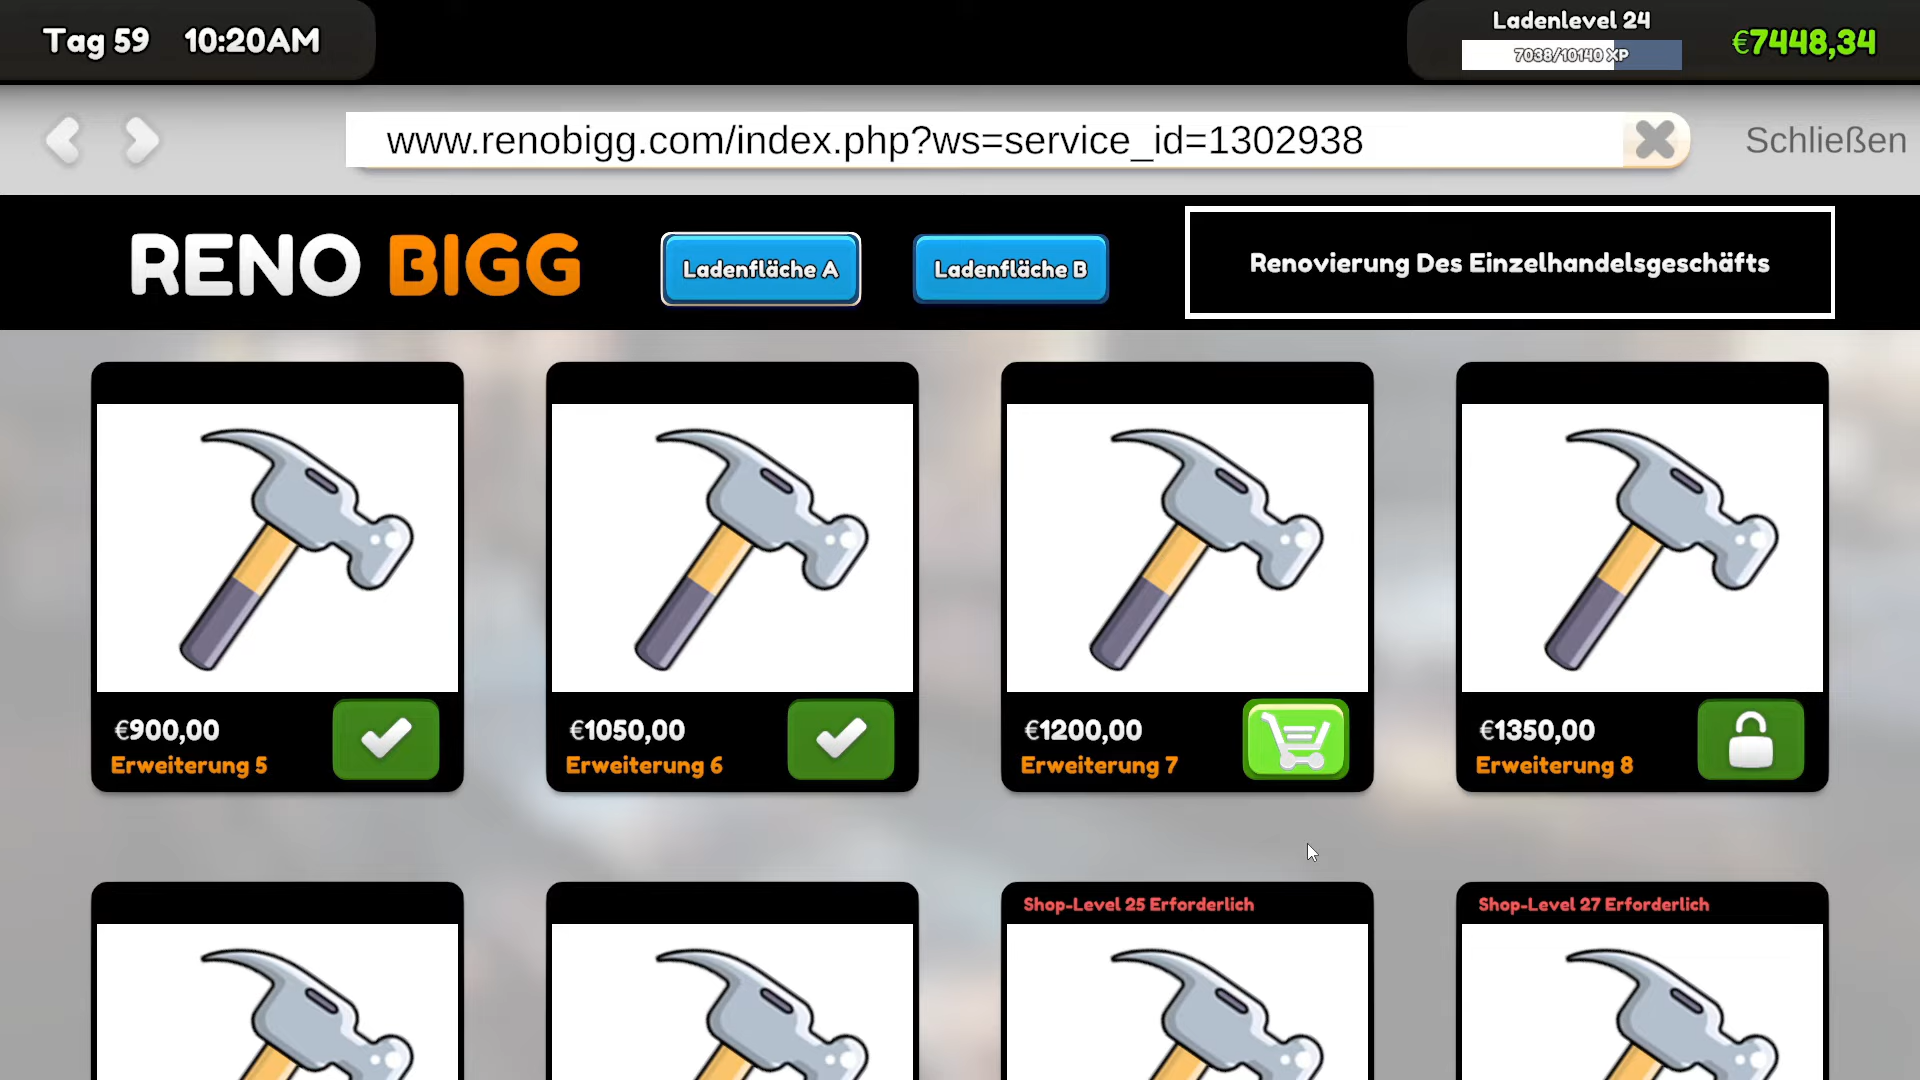 Tag 59 10:20AM
Ladenlevel 24
7038/10140 XP
€7448,34
www.renobigg.com/index.php?ws=service_id=1302938
Schließen
RENO BIGG
Ladenfläche A
Ladenfläche B
Renovierung Des Einzelhandelsgeschäfts
€900,00
Erweiterung 5
€1050,00
Erweiterung 6
€1200,00
Erweiterung 7
€1350,00
Erweiterung 8
Shop-Level 25 Erforderlich
Shop-Level 27 Erforderlich